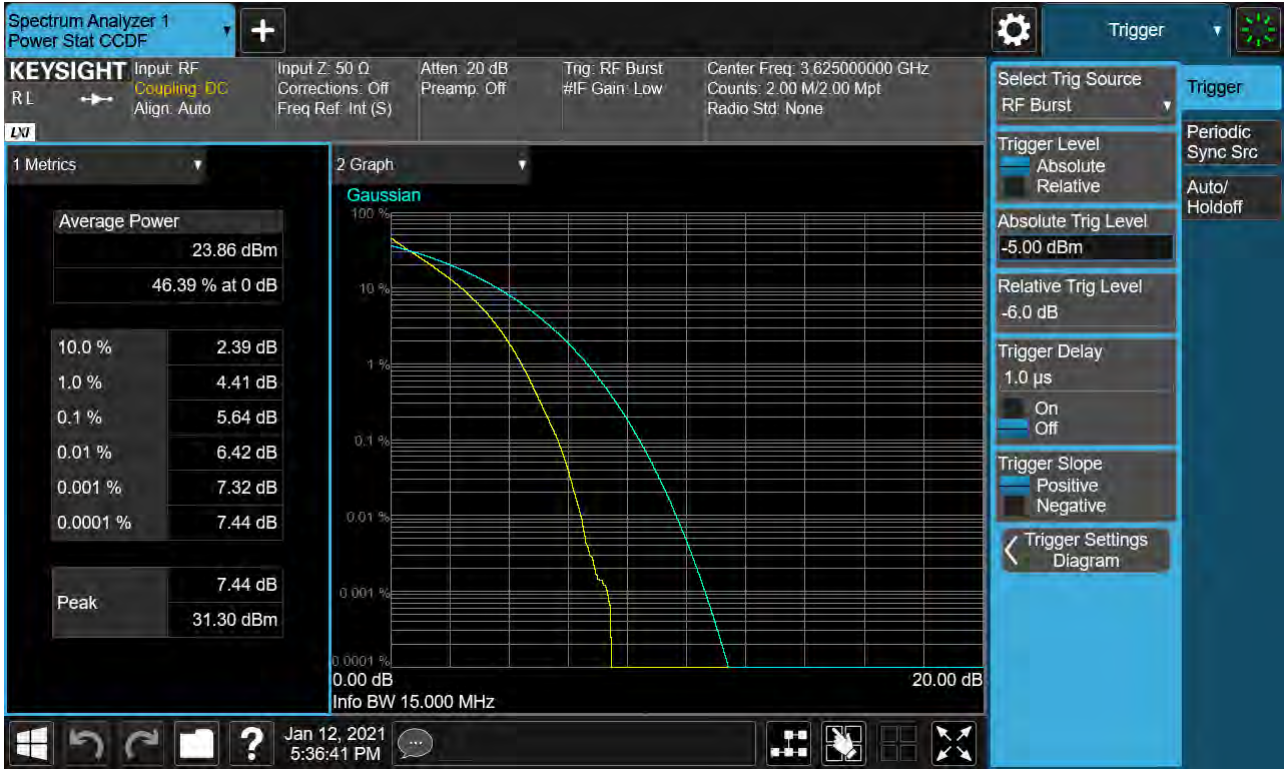 Spectrum Analyzer 1
Power Stat CCDF
+
Trigger
KEYSIGHT
R L
LXI
Input: RF
Coupling: DC
Align: Auto
Input Z: 50 Ω
Corrections: Off
Freq Ref: Int (S)
Atten: 20 dB
Preamp: Off
Trig: RF Burst
#IF Gain: Low
Center Freq: 3.625000000 GHz
Counts: 2.00 M/2.00 Mpt
Radio Std: None
1 Metrics
Average Power
23.86 dBm
46.39 % at 0 dB
10.0 % 2.39 dB
1.0 % 4.41 dB
0.1 % 5.64 dB
0.01 % 6.42 dB
0.001 % 7.32 dB
0.0001 % 7.44 dB
Peak
7.44 dB
31.30 dBm
2 Graph
Gaussian
100 %
10 %
1 %
0.1 %
0.01 %
0.001 %
0.0001 %
0.00 dB 20.00 dB
Info BW 15.000 MHz
Select Trig Source
RF Burst
Trigger Level
Absolute
Relative
Absolute Trig Level
-5.00 dBm
Relative Trig Level
-6.0 dB
Trigger Delay
1.0 µs
On
Off
Trigger Slope
Positive
Negative
Trigger Settings
Diagram
Trigger
Periodic
Sync Src
Auto/
Holdoff
?
Jan 12, 2021
5:36:41 PM